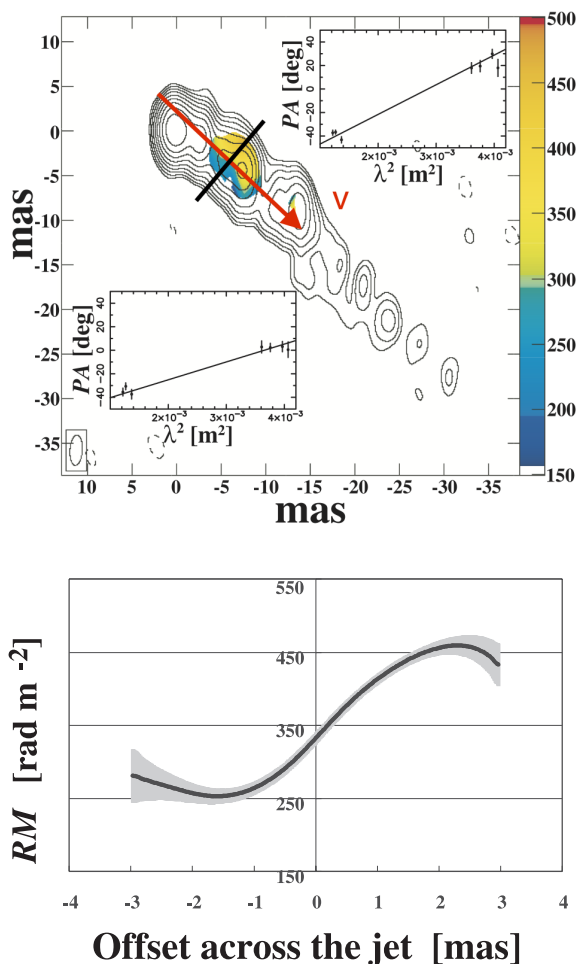 10
5
0
-5
-10
-15
-20
-25
-30
-35
mas
10 5 0 -5 -10 -15 -20 -25 -30 -35
mas
PA [deg]
40
20
0
−20
−40
2×10⁻³ 3×10⁻³ 4×10⁻³
λ² [m²]
V
PA [deg]
40
20
0
−20
−40
2×10⁻³ 3×10⁻³ 4×10⁻³
λ² [m²]
500
450
400
350
300
250
200
150
RM [rad m⁻²]
550
450
350
250
150
-4 -3 -2 -1 0 1 2 3 4
Offset across the jet [mas]